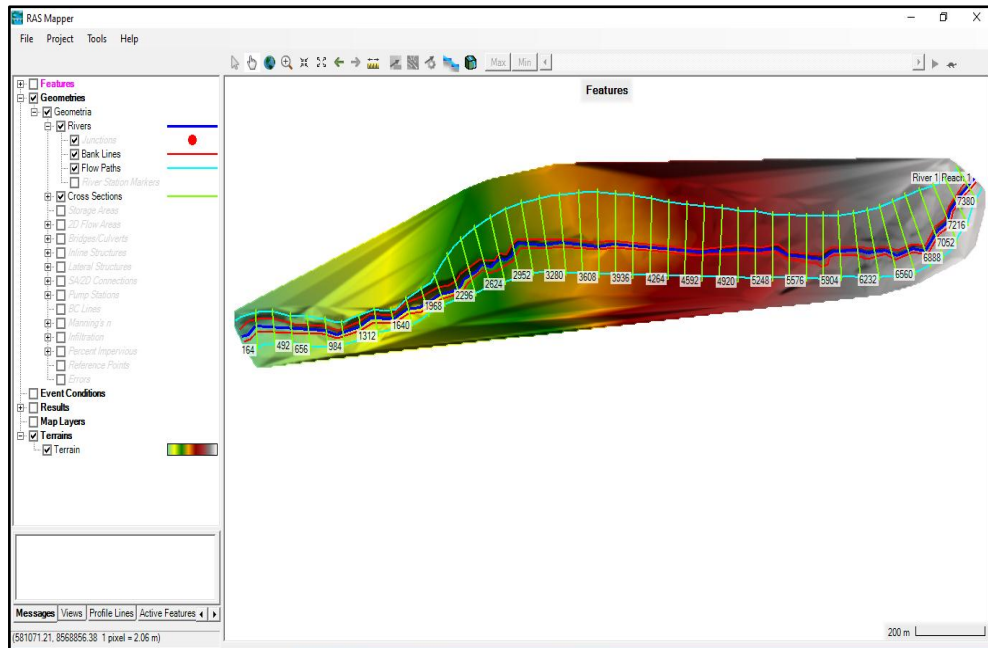 RAS Mapper
File Project Tools Help
Max Min
Features
Geometries
Geometria
Rivers
Junctions
Bank Lines
Flow Paths
River Station Markers
Cross Sections
Storage Areas
2D Flow Areas
Bridges/Culverts
Inline Structures
Lateral Structures
SA/2D Connections
Pump Stations
BC Lines
Manning's n
Infiltration
Percent Impervious
Reference Points
Errors
Event Conditions
Results
Map Layers
Terrains
Terrain
Messages Views Profile Lines Active Features
(581071.21, 8568856.38 1 pixel = 2.06 m)
Features
River 1 Reach 1
7380
7216
7052
6888
6560
6232
5904
5576
5248
4920
4592
4264
3936
3608
3280
2952
2624
2296
1968
1640
1312
984
656
492
164
200 m